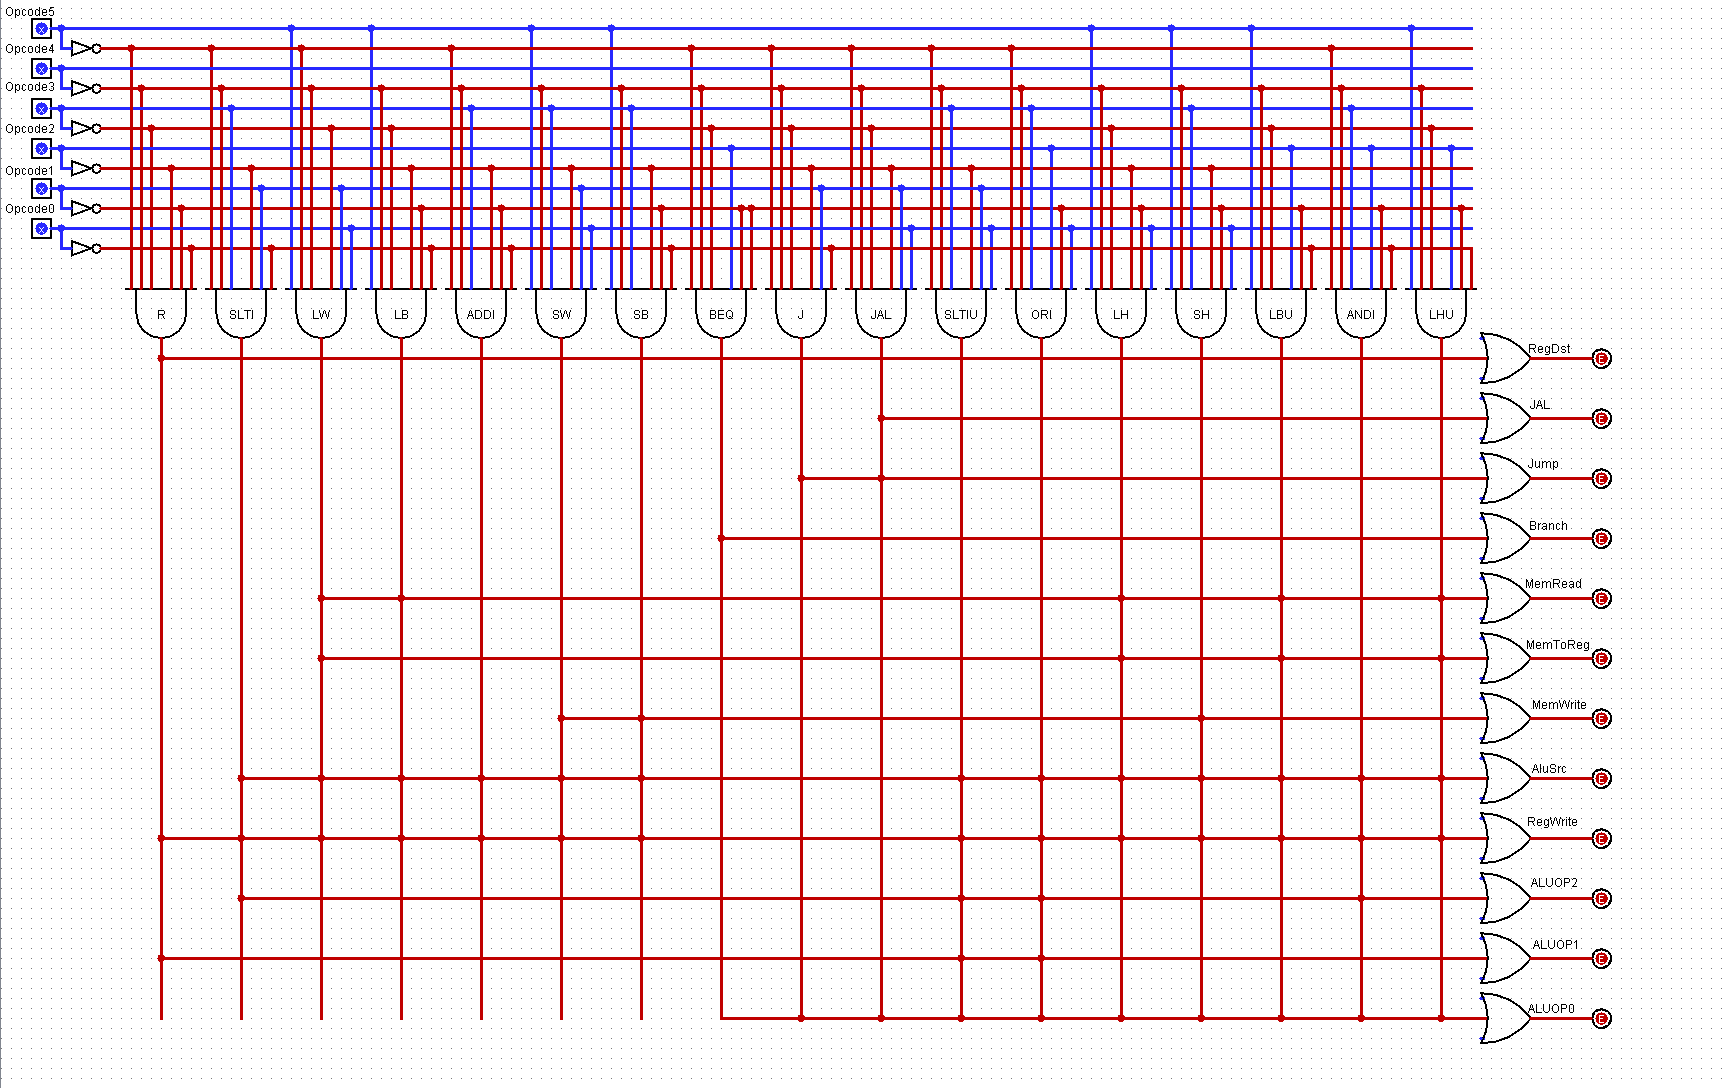 Opcode5
x
Opcode4
x
Opcode3
x
Opcode2
x
Opcode1
x
Opcode0
x
R SLTI LW LB ADDI SW SB BEQ J JAL SLTIU ORI LH SH LBU ANDI LHU
RegDst E
JAL E
Jump E
Branch E
MemRead E
MemToReg E
MemWrite E
AluSrc E
RegWrite E
ALUOP2 E
ALUOP1 E
ALUOP0 E